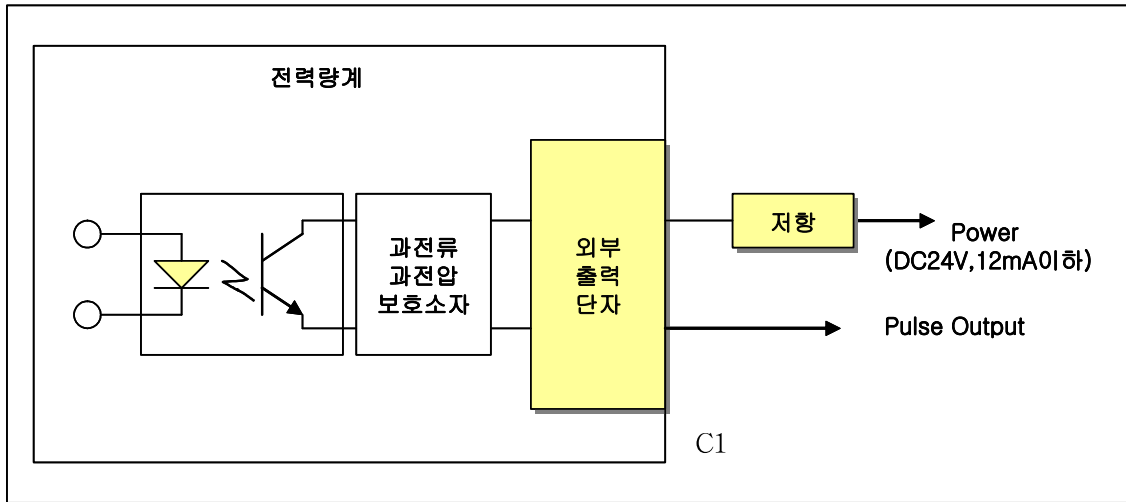 전력량계
과전류
과전압
보호소자
외부
출력
단자
저항
Power
(DC24V,12mA이하)
Pulse Output
C1